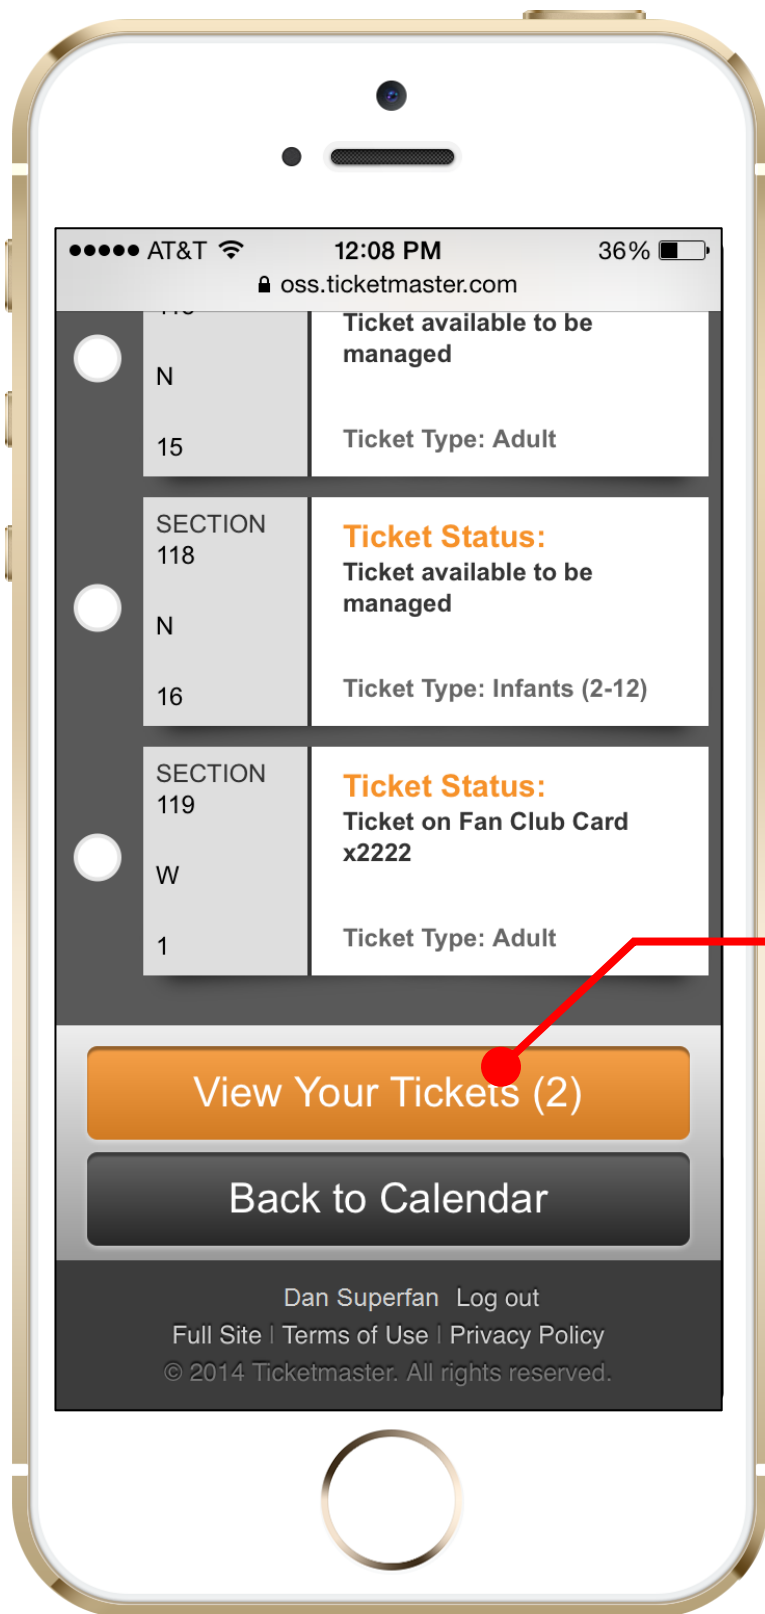 AT&T 12:08 PM 36%
oss.ticketmaster.com
Ticket available to be
managed
N
15
Ticket Type: Adult
SECTION
118
N
16
Ticket Status:
Ticket available to be
managed
Ticket Type: Infants (2-12)
SECTION
119
W
1
Ticket Status:
Ticket on Fan Club Card
x2222
Ticket Type: Adult
View Your Tickets (2)
Back to Calendar
Dan Superfan Log out
Full Site | Terms of Use | Privacy Policy
© 2014 Ticketmaster. All rights reserved.